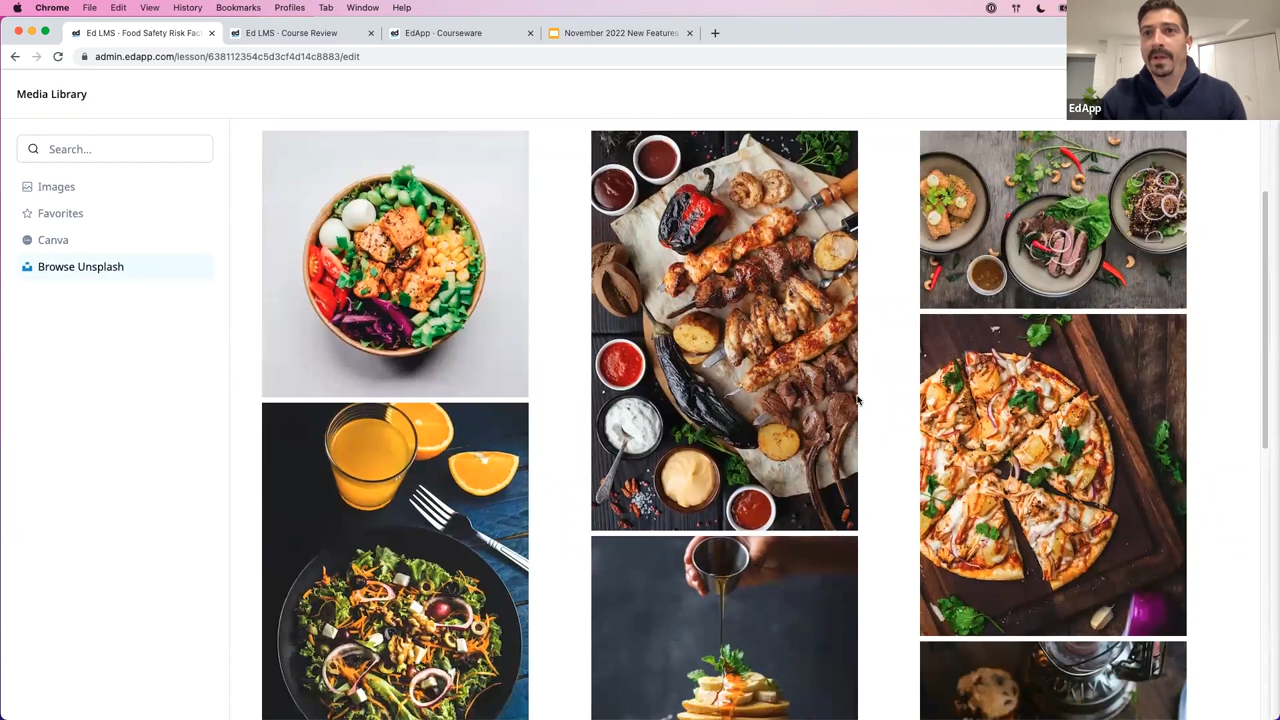 Chrome File Edit View History Bookmarks Profiles Tab Window Help
Ed LMS · Food Safety Risk Fac
Ed LMS · Course Review
EdApp · Courseware
November 2022 New Features
admin.edapp.com/lesson/638112354c5d3cf4d14c8883/edit
EdApp
Media Library
Search...
Images
Favorites
Canva
Browse Unsplash